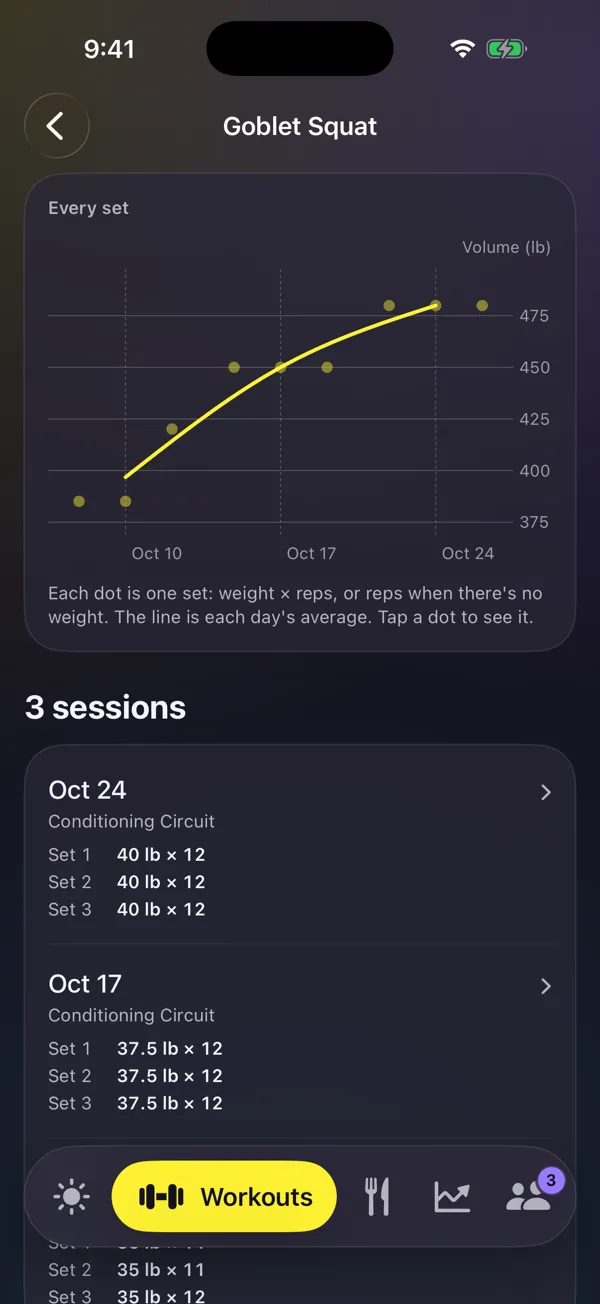 9:41
Goblet Squat
Every set
Volume (lb)
475
450
425
400
375
Oct 10
Oct 17
Oct 24
Each dot is one set: weight × reps, or reps when there's no
weight. The line is each day's average. Tap a dot to see it.
3 sessions
Oct 24
Conditioning Circuit
Set 1 40 lb × 12
Set 2 40 lb × 12
Set 3 40 lb × 12
Oct 17
Conditioning Circuit
Set 1 37.5 lb × 12
Set 2 37.5 lb × 12
Set 3 37.5 lb × 12
Workouts
3
Set 2 35 lb × 11
Set 3 35 lb × 12